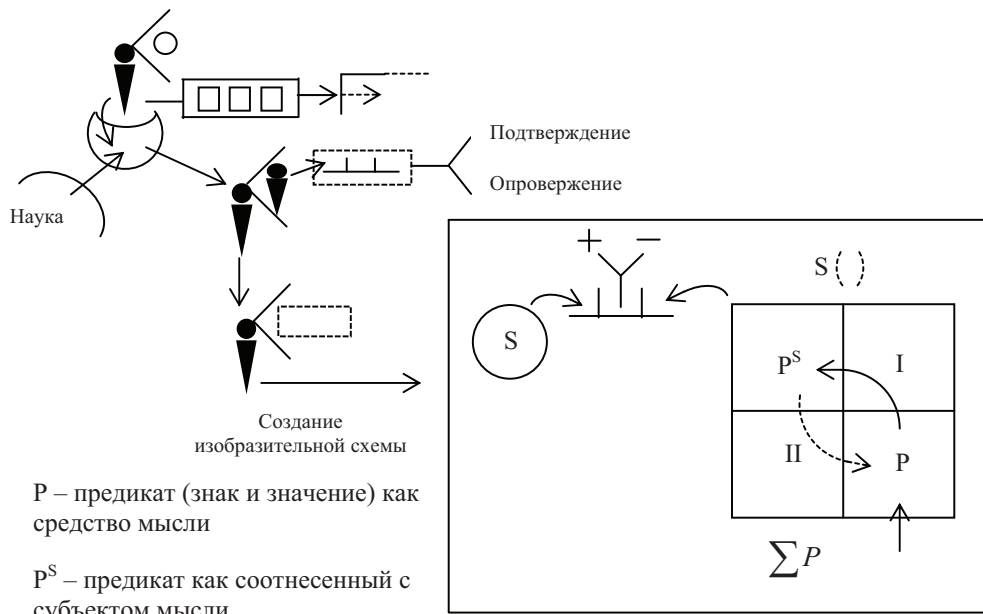 Подтверждение
Опровержение
Наука
S
S ( )
P^S
I
II
P
∑P
Создание
изобразительной схемы
P – предикат (знак и значение) как
средство мысли
P^S – предикат как соотнесенный с
субъектом мысли